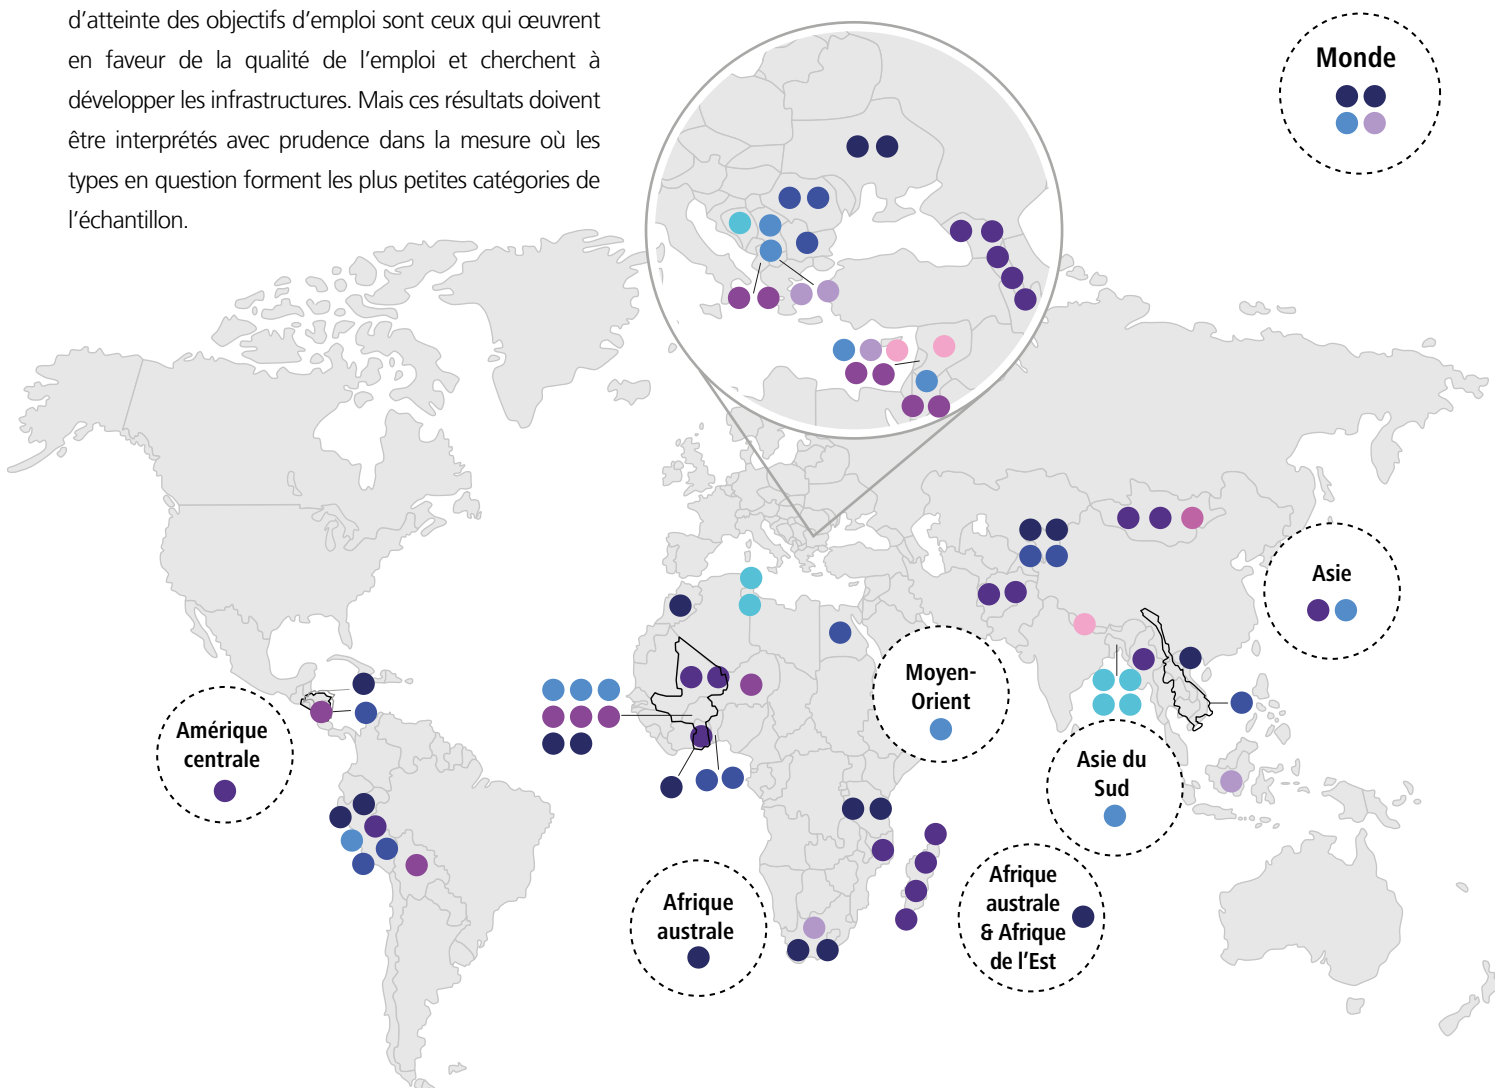 d’atteinte des objectifs d’emploi sont ceux qui œuvrent
en faveur de la qualité de l’emploi et cherchent à
développer les infrastructures. Mais ces résultats doivent
être interprétés avec prudence dans la mesure où les
types en question forment les plus petites catégories de
l’échantillon.
Monde
Asie
Moyen-
Orient
Amérique
centrale
Asie du
Sud
Afrique
australe
Afrique
australe
& Afrique
de l’Est